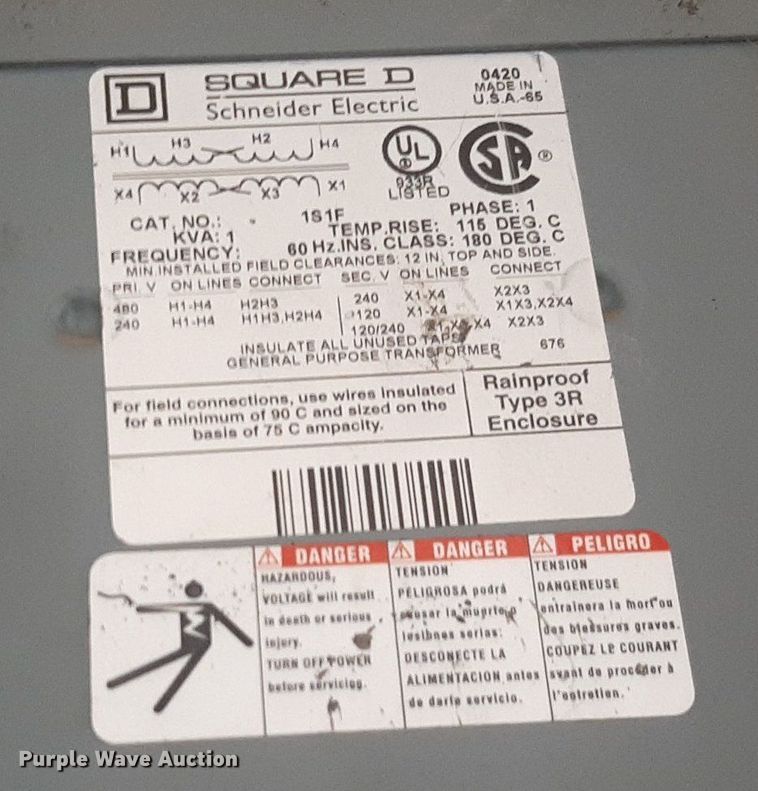 D SQUARE D
Schneider Electric
0420
MADE IN
U.S.A.-65
H1 H3 H2 H4
X4 X2 X3 X1
UL
933R
LISTED
SA
®
CAT. NO.: 1S1F PHASE: 1
KVA: 1 TEMP.RISE: 115 DEG. C
FREQUENCY: 60 Hz.INS. CLASS: 180 DEG. C
MIN.INSTALLED FIELD CLEARANCES: 12 IN. TOP AND SIDE.
PRI. V ON LINES CONNECT SEC. V ON LINES CONNECT
480 H1-H4 H2H3 240 X1-X4 X2X3
240 H1-H4 H1H3,H2H4 120 X1-X4 X1X3,X2X4
120/240 X4 X2X3
INSULATE ALL UNUSED TAPS
GENERAL PURPOSE TRANSFORMER 676
For field connections, use wires insulated
for a minimum of 90 C and sized on the
basis of 75 C ampacity.
Rainproof
Type 3R
Enclosure
DANGER
HAZARDOUS,
VOLTAGE will result
in death or serious
injury.
TURN OFF POWER
before servicing.
DANGER
TENSION
PELIGROSA podrá
causar la muerte o
lesiones serias:
DESCONECTE LA
ALIMENTACION antes
de darle servicio.
PELIGRO
TENSION
DANGEREUSE
entrainera la mort ou
des blessures graves.
COUPEZ LE COURANT
avant de procéder à
l'entretien.
Purple Wave Auction